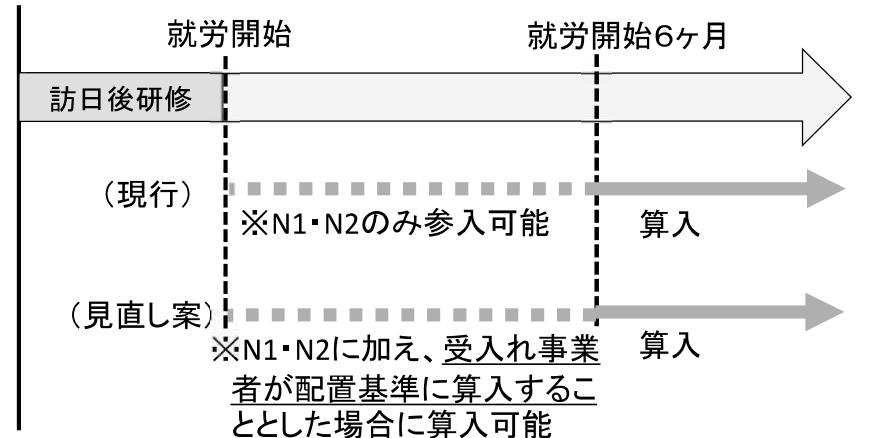 就労開始
就労開始６ヶ月
訪日後研修
（現行）
※N1・N2のみ参入可能
算入
（見直し案）
※N1・N2に加え、受入れ事業
者が配置基準に算入するこ
ととした場合に算入可能
算入